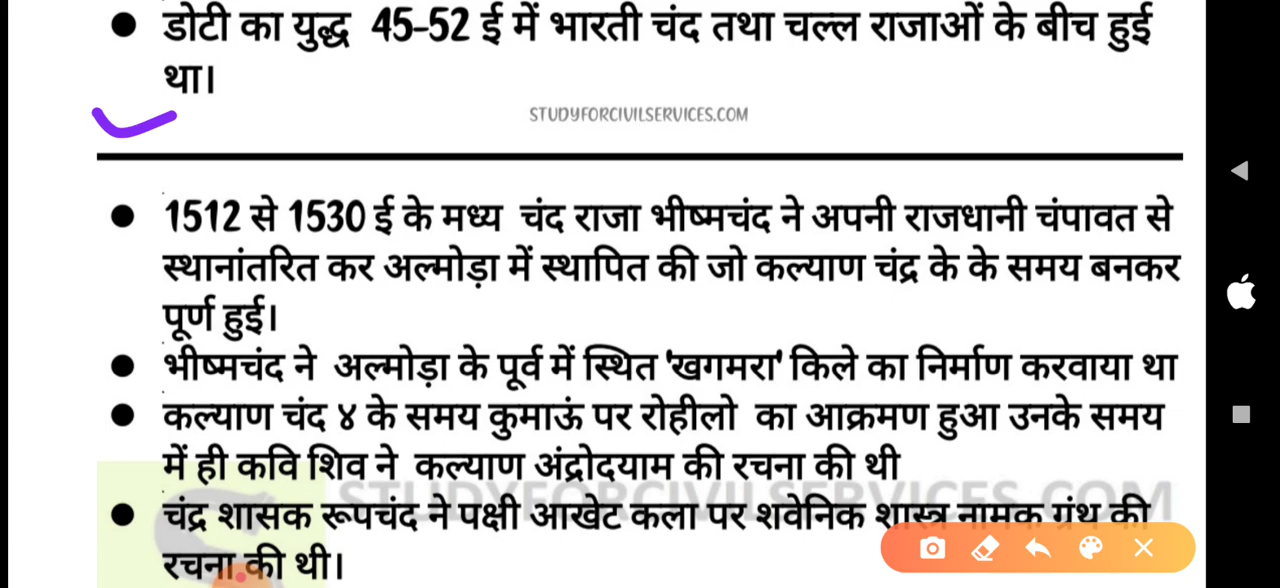 ● डोटी का युद्ध 45-52 ई में भारती चंद तथा चल्ल राजाओं के बीच हुई
था।
STUDYFORCIVILSERVICES.COM
● 1512 से 1530 ई के मध्य चंद राजा भीष्मचंद ने अपनी राजधानी चंपावत से
स्थानांतरित कर अल्मोड़ा में स्थापित की जो कल्याण चंद्र के के समय बनकर
पूर्ण हुई।
● भीष्मचंद ने अल्मोड़ा के पूर्व में स्थित 'खगमरा' किले का निर्माण करवाया था
● कल्याण चंद ४ के समय कुमाऊं पर रोहीलो का आक्रमण हुआ उनके समय
में ही कवि शिव ने कल्याण अंद्रोदयाम की रचना की थी
STUDYFORCIVILSERVICES.COM
● चंद्र शासक रूपचंद ने पक्षी आखेट कला पर शवेनिक शास्त्र नामक ग्रंथ की
रचना की थी।